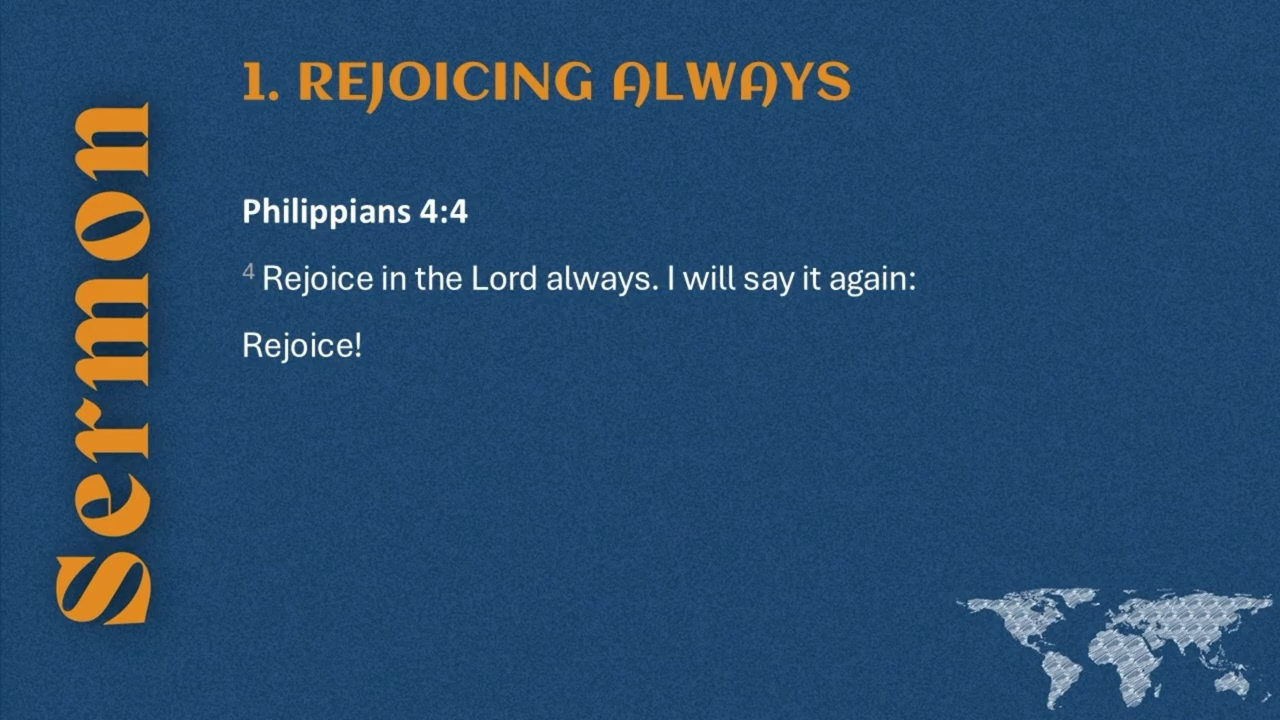 Sermon
1. REJOICING ALWAYS
Philippians 4:4
4 Rejoice in the Lord always. I will say it again:
Rejoice!